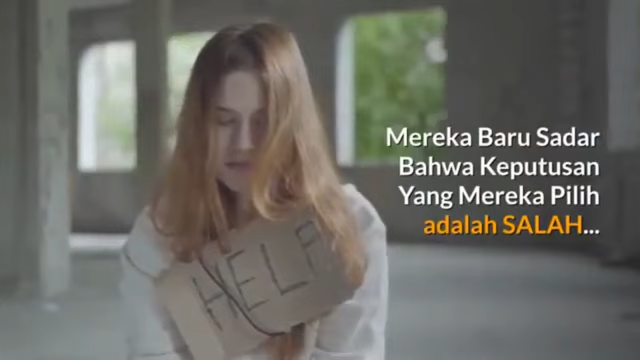 Mereka Baru Sadar
Bahwa Keputusan
Yang Mereka Pilih
adalah SALAH...
HELP